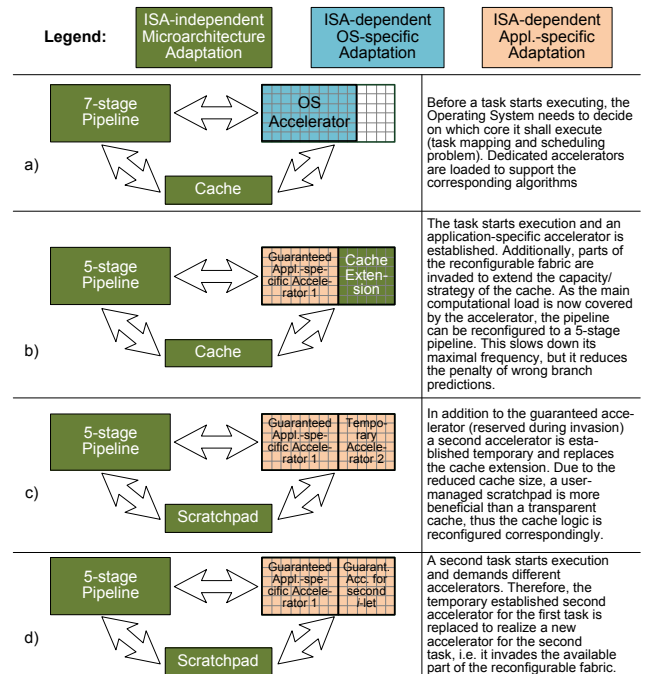 Legend:
ISA-independent
Microarchitecture
Adaptation
ISA-dependent
OS-specific
Adaptation
ISA-dependent
Appl.-specific
Adaptation
a)
7-stage
Pipeline
OS
Accelerator
Cache
Before a task starts executing, the
Operating System needs to decide
on which core it shall execute
(task mapping and scheduling
problem). Dedicated accelerators
are loaded to support the
corresponding algorithms
b)
5-stage
Pipeline
Guaranteed
Appl.-spe-
cific Accele-
rator 1
Cache
Exten-
sion
Cache
The task starts execution and an
application-specific accelerator is
established. Additionally, parts of
the reconfigurable fabric are
invaded to extend the capacity/
strategy of the cache. As the main
computational load is now covered
by the accelerator, the pipeline
can be reconfigured to a 5-stage
pipeline. This slows down its
maximal frequency, but it reduces
the penalty of wrong branch
predictions.
c)
5-stage
Pipeline
Guaranteed
Appl.-spe-
cific Accele-
rator 1
Tempo-
rary
Accele-
rator 2
Scratchpad
In addition to the guaranteed acce-
lerator (reserved during invasion)
a second accelerator is esta-
blished temporary and replaces
the cache extension. Due to the
reduced cache size, a user-
managed scratchpad is more
beneficial than a transparent
cache, thus the cache logic is
reconfigured correspondingly.
d)
5-stage
Pipeline
Guaranteed
Appl.-spe-
cific Accele-
rator 1
Guarant.
Acc. for
second
i-let
Scratchpad
A second task starts execution
and demands different
accelerators. Therefore, the
temporary established second
accelerator for the first task is
replaced to realize a new
accelerator for the second
task, i.e. it invades the available
part of the reconfigurable fabric.